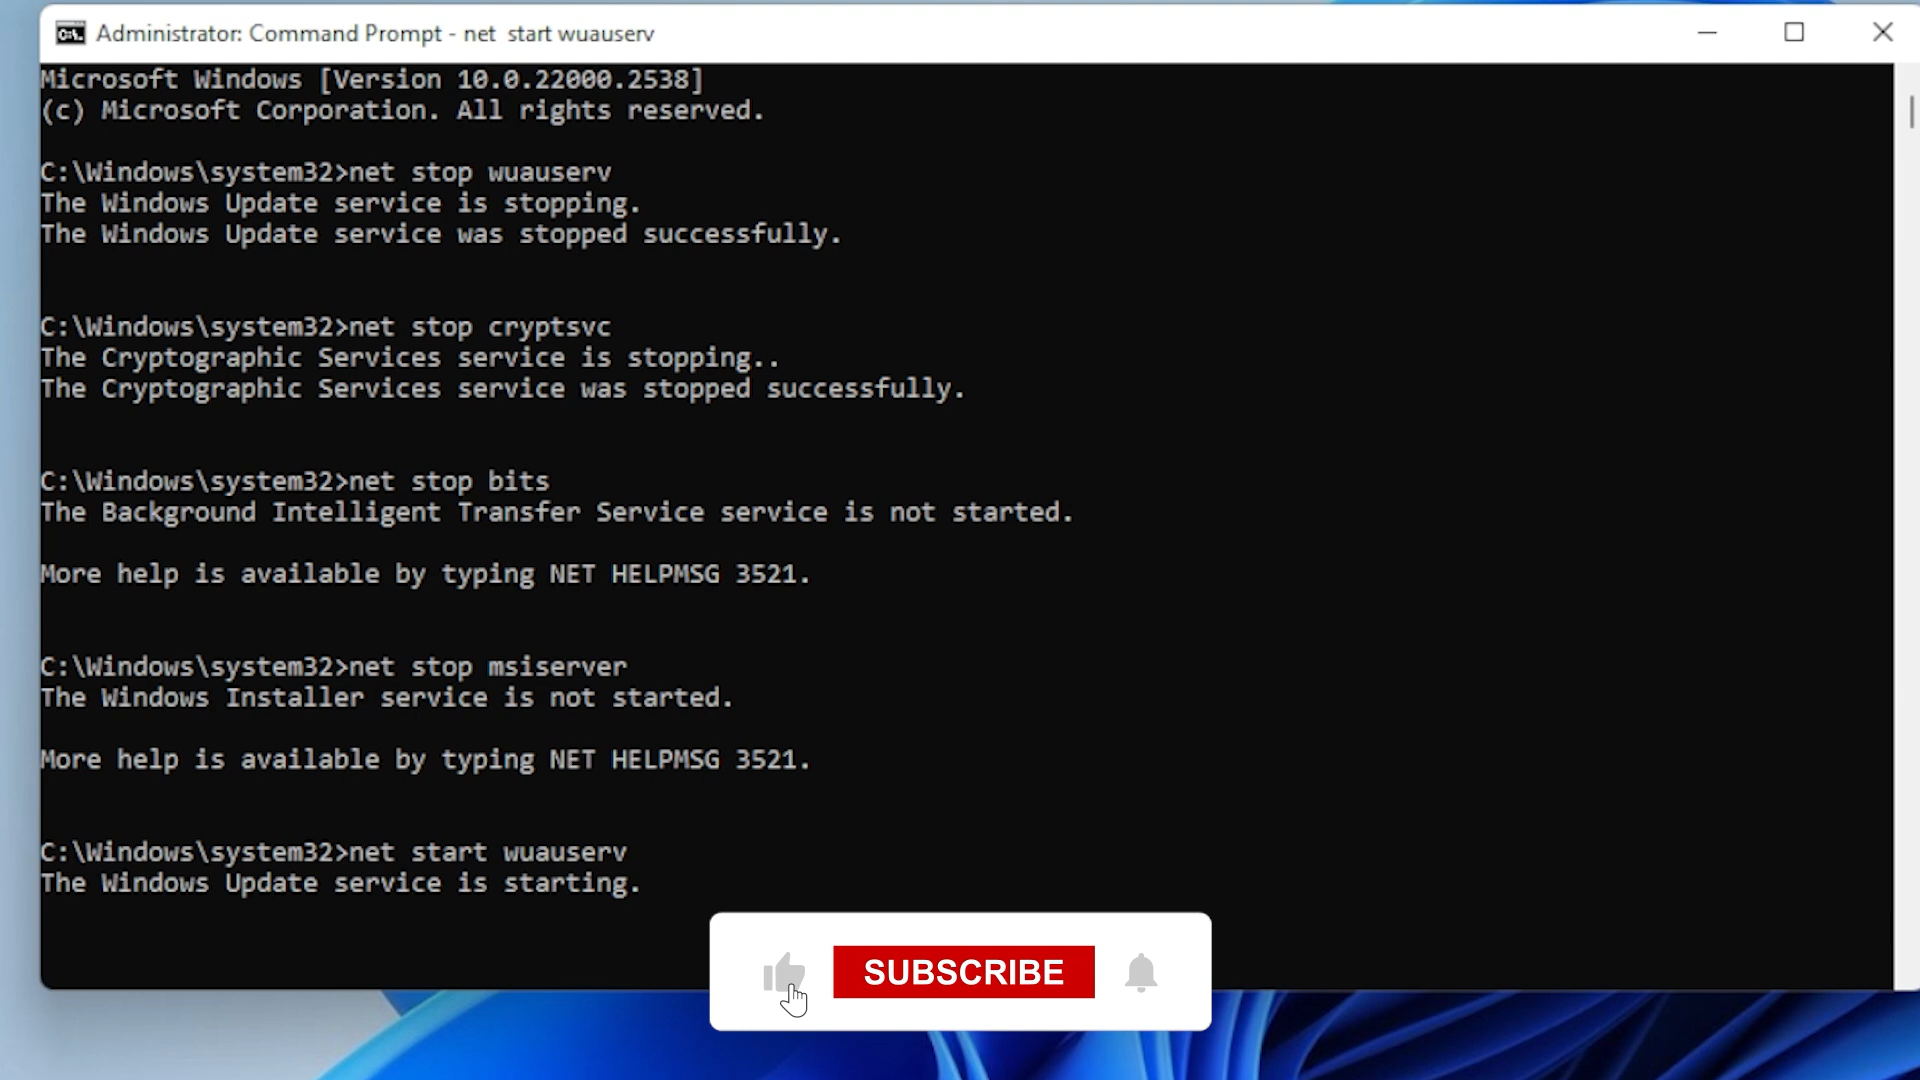 Administrator: Command Prompt - net  start wuauserv
Microsoft Windows [Version 10.0.22000.2538]
(c) Microsoft Corporation. All rights reserved.
C:\Windows\system32>net stop wuauserv
The Windows Update service is stopping.
The Windows Update service was stopped successfully.
C:\Windows\system32>net stop cryptsvc
The Cryptographic Services service is stopping..
The Cryptographic Services service was stopped successfully.
C:\Windows\system32>net stop bits
The Background Intelligent Transfer Service service is not started.
More help is available by typing NET HELPMSG 3521.
C:\Windows\system32>net stop msiserver
The Windows Installer service is not started.
More help is available by typing NET HELPMSG 3521.
C:\Windows\system32>net start wuauserv
The Windows Update service is starting.
SUBSCRIBE